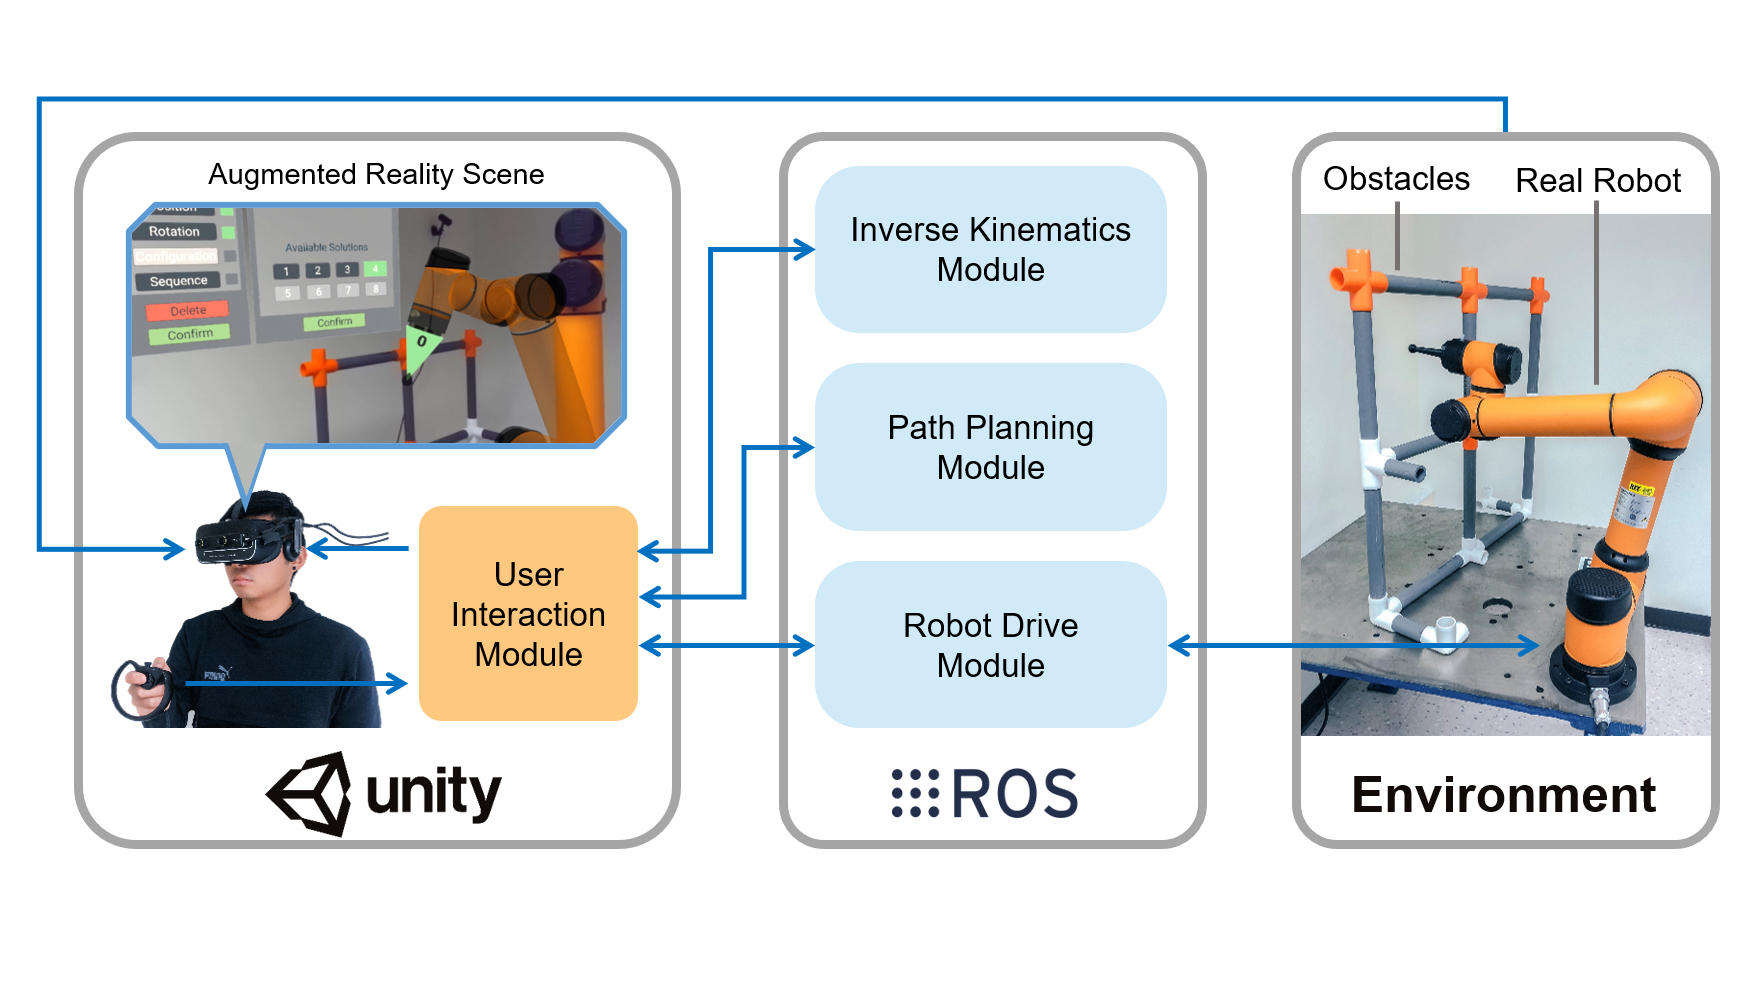 Augmented Reality Scene
Rotation
Configuration
Sequence
Delete
Confirm
Available Solutions
1 2 3 4
5 6 7 8
Confirm
0
User
Interaction
Module
unity
Inverse Kinematics
Module
Path Planning
Module
Robot Drive
Module
ROS
Obstacles
Real Robot
Environment